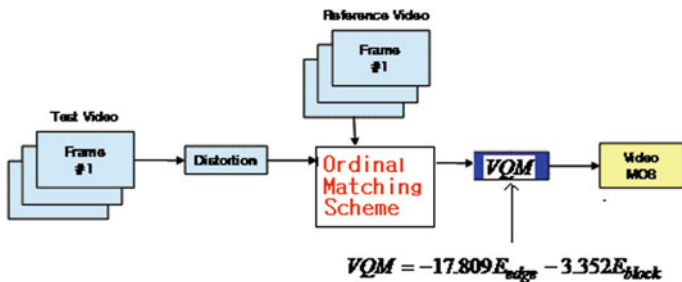 Reference Video
Frame
#1
Test Video
Frame
#1
Distortion
Ordinal
Matching
Scheme
VQM
Video
MOS
VQM = -17.809E_edge - 3.352E_block